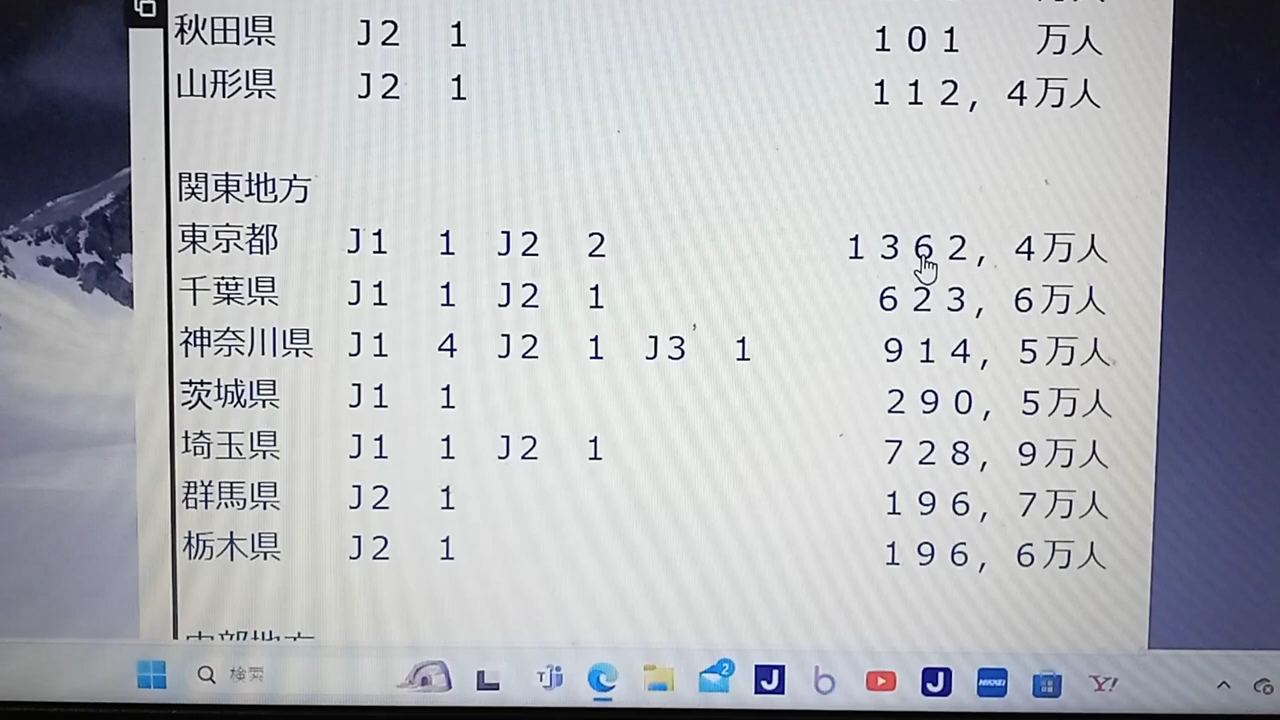 秋田県 J2 1 101 万人
山形県 J2 1 112,4万人
関東地方
東京都 J1 1 J2 2 1362,4万人
千葉県 J1 1 J2 1 623,6万人
神奈川県 J1 4 J2 1 J3 1 914,5万人
茨城県 J1 1 290,5万人
埼玉県 J1 1 J2 1 728,9万人
群馬県 J2 1 196,7万人
栃木県 J2 1 196,6万人
検索
2